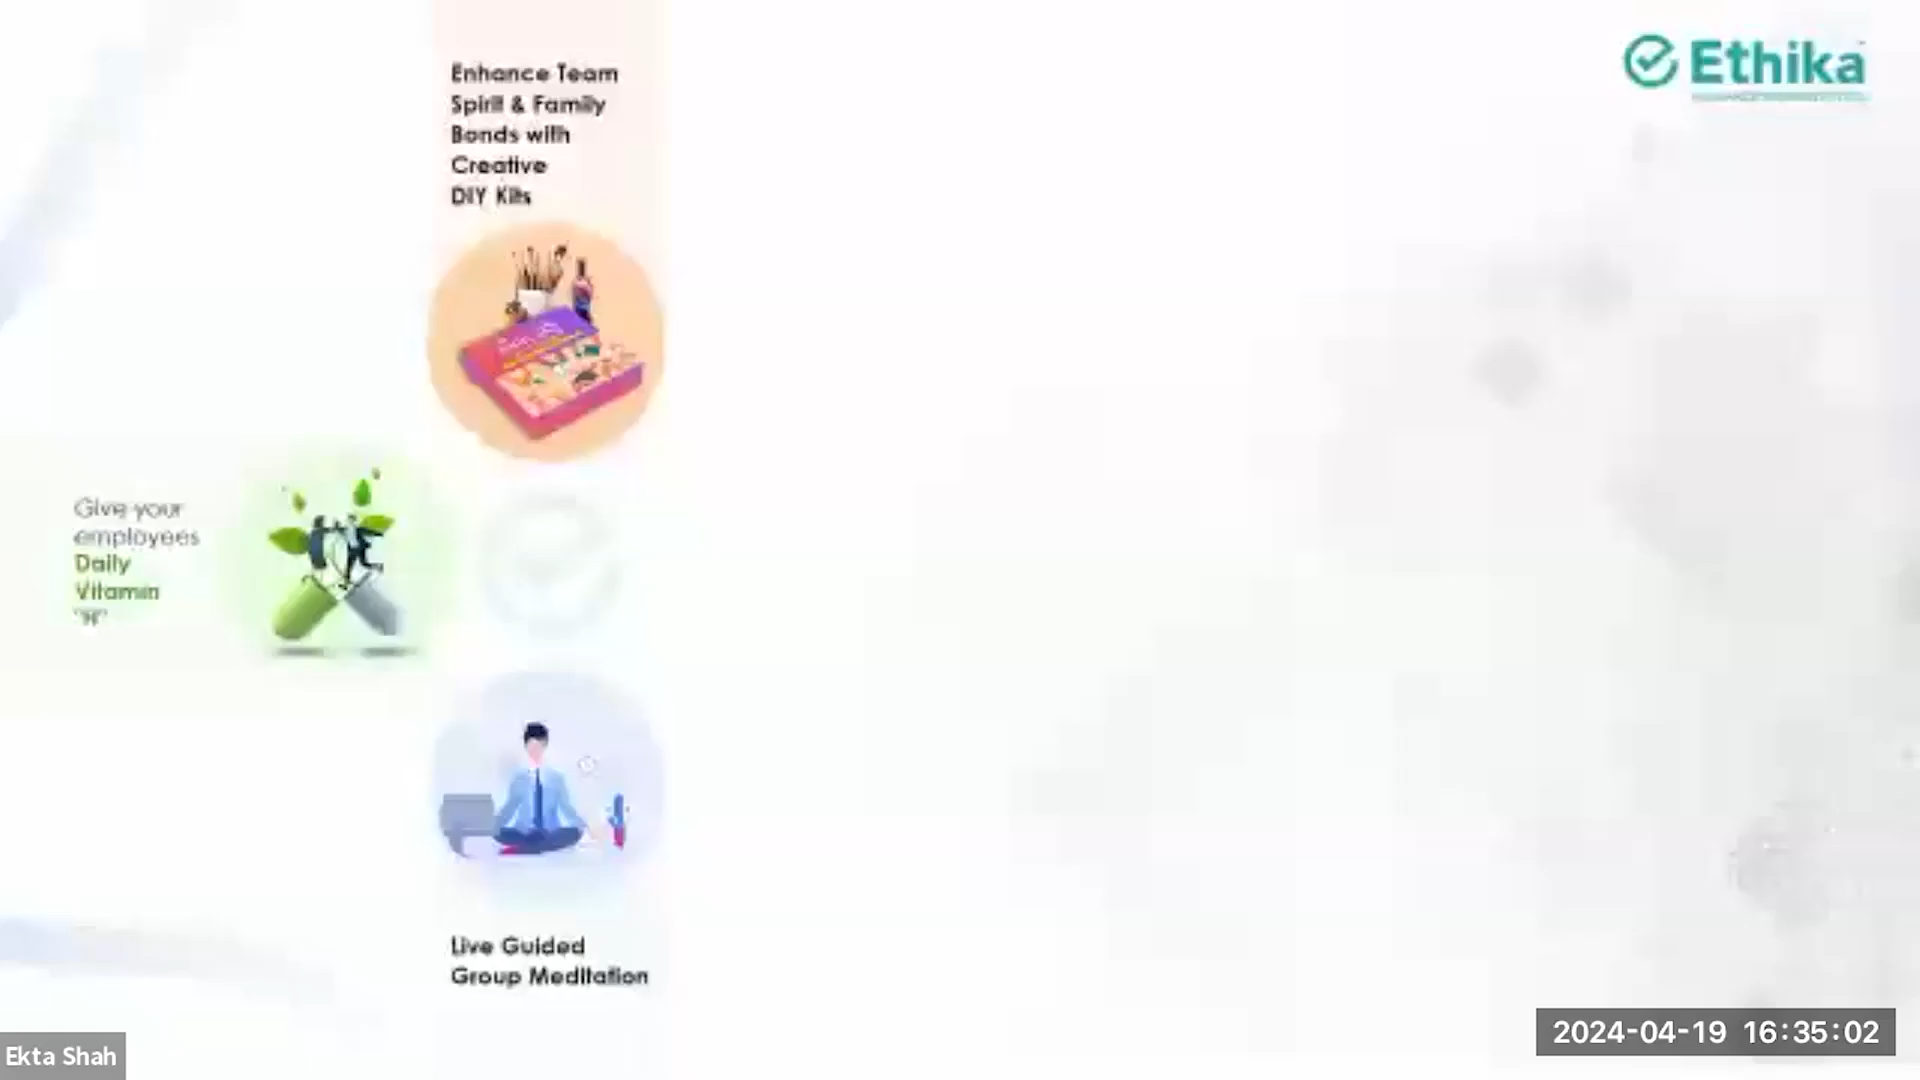 Enhance Team
Spirit & Family
Bonds with
Creative
DIY Kits
Ethika
Give your
employees
Daily
Vitamin
"H"
Live Guided
Group Meditation
Ekta Shah
2024-04-19 16:35:02